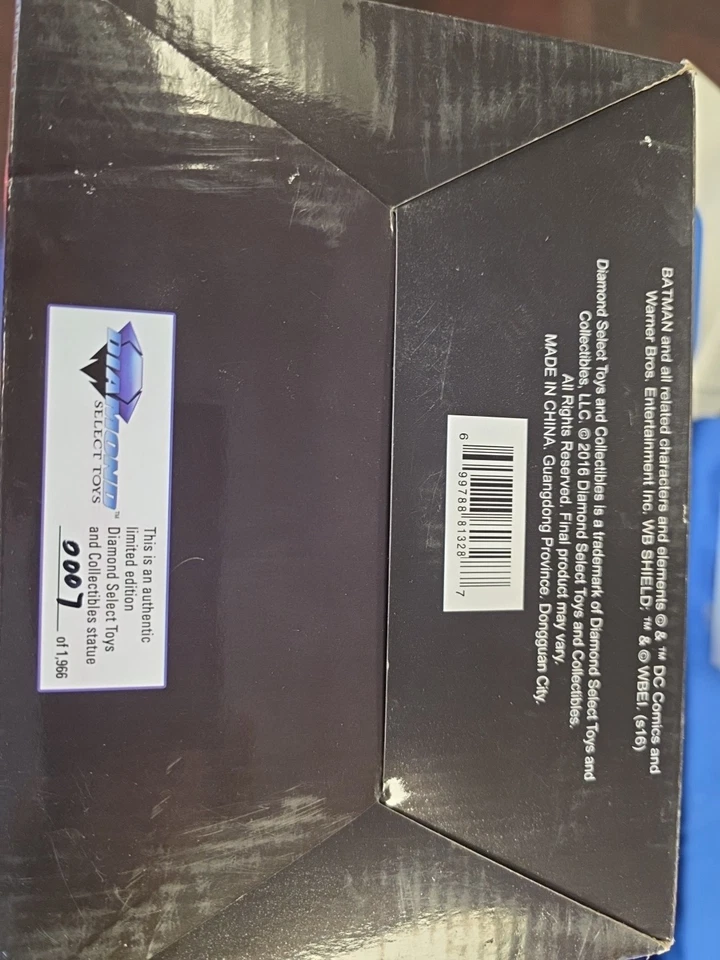 BATMAN and all related characters and elements © & ™ DC Comics and
Warner Bros. Entertainment Inc. WB SHIELD: ™ & © WBEI. (s16)
Diamond Select Toys and Collectibles is a trademark of Diamond Select Toys and
Collectibles, LLC. © 2016 Diamond Select Toys and Collectibles.
All Rights Reserved. Final product may vary.
MADE IN CHINA. Guangdong Province. Dongguan City.
6 99788 81328 7
DIAMOND™
SELECT TOYS
This is an authentic
limited edition
Diamond Select Toys
and Collectibles statue
0007 of 1,966